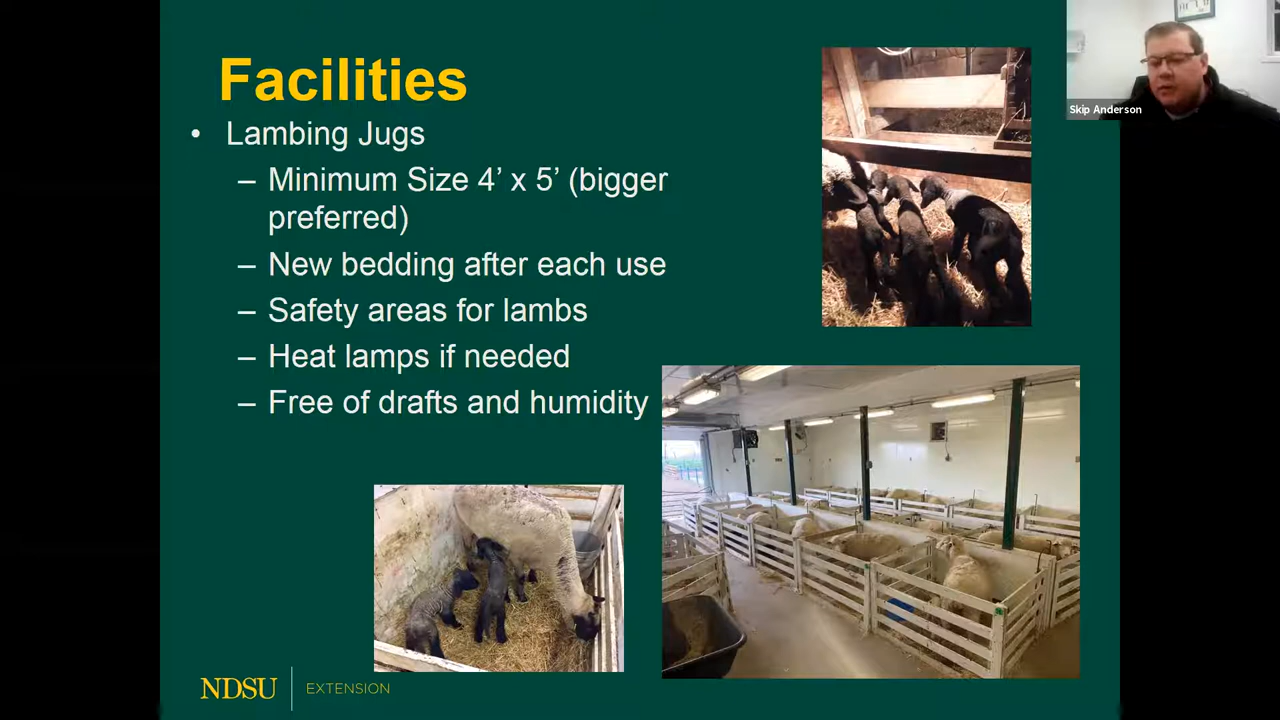 Facilities
• Lambing Jugs
– Minimum Size 4’ x 5’ (bigger
preferred)
– New bedding after each use
– Safety areas for lambs
– Heat lamps if needed
– Free of drafts and humidity
NDSU
EXTENSION
Skip Anderson